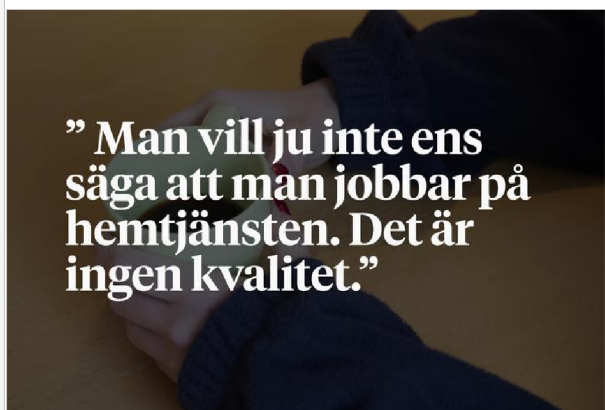 ” Man vill ju inte ens
säga att man jobbar på
hemtjänsten. Det är
ingen kvalitet.”